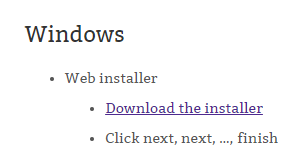 Windows
Web installer
Download the installer
Click next, next, ..., finish